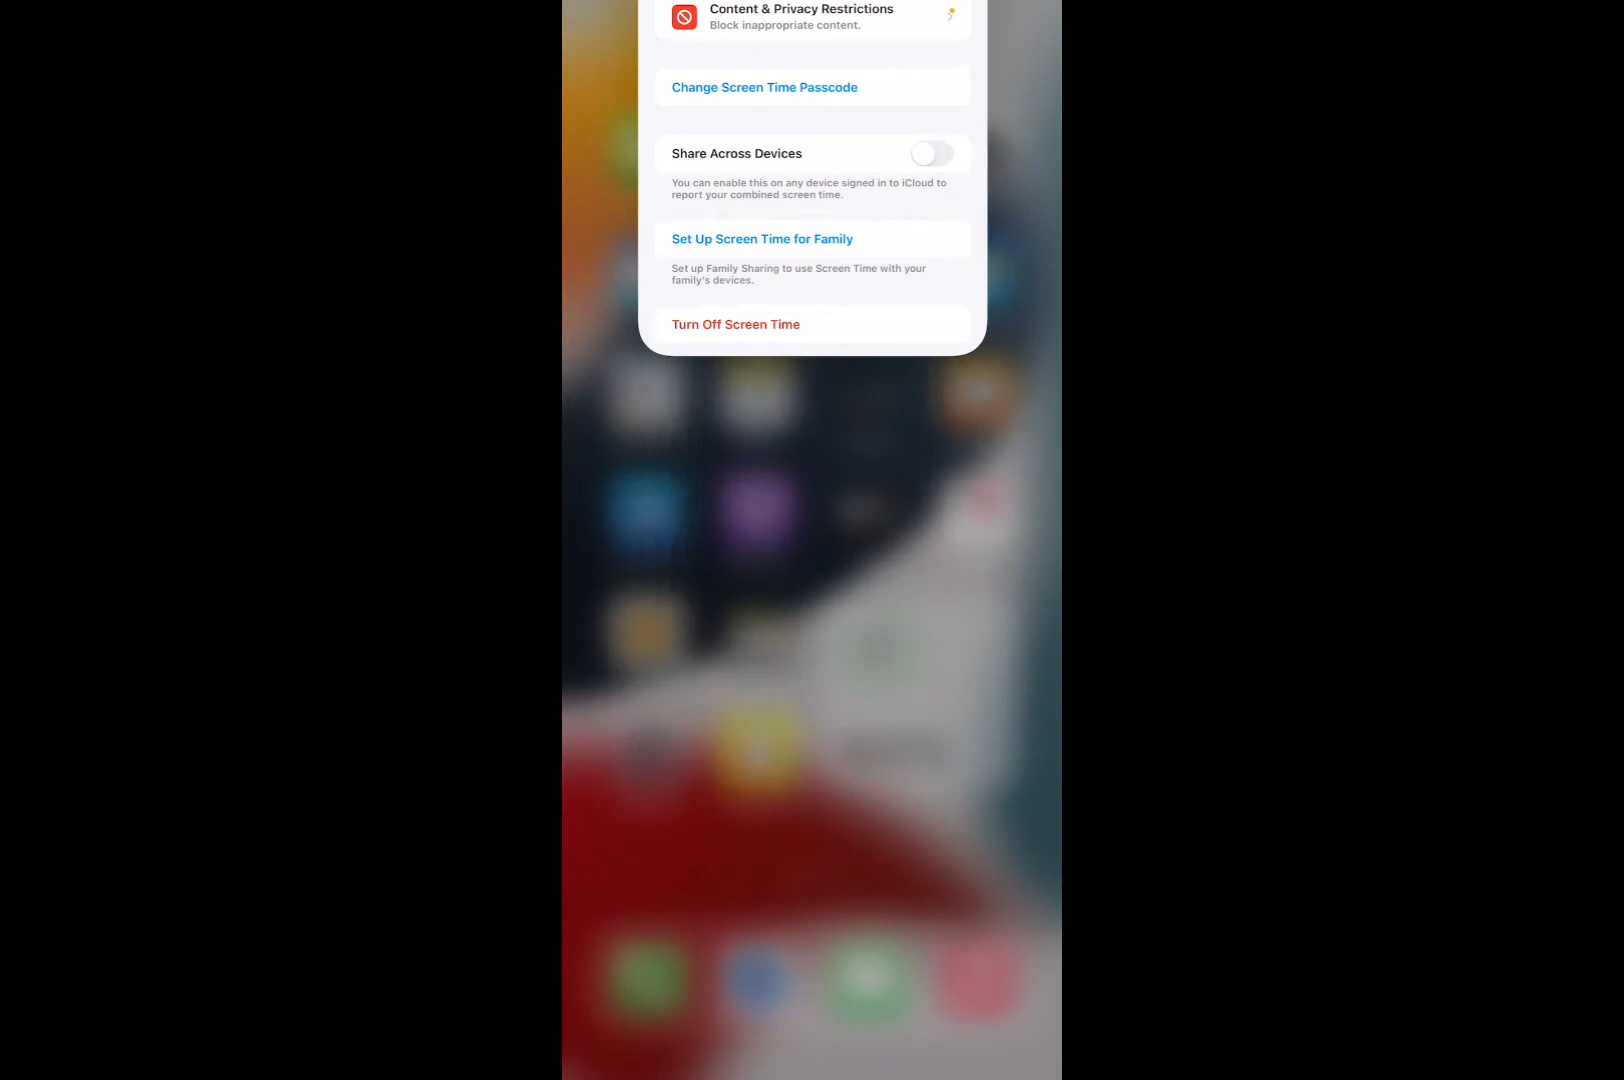 Content & Privacy Restrictions
Block inappropriate content.
Change Screen Time Passcode
Share Across Devices
You can enable this on any device signed in to iCloud to
report your combined screen time.
Set Up Screen Time for Family
Set up Family Sharing to use Screen Time with your
family's devices.
Turn Off Screen Time